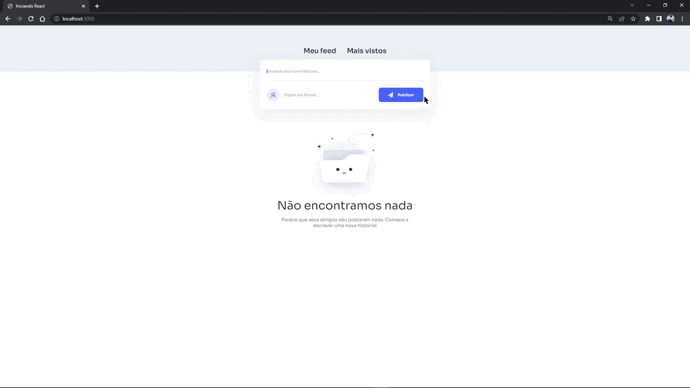 Iniciando React
localhost:3000
Meu feed Mais vistos
Escreva uma nova História...
Digite um Nome...
Publicar
Não encontramos nada
Parece que seus amigos não postaram nada. Comece a
escrever uma nova história!